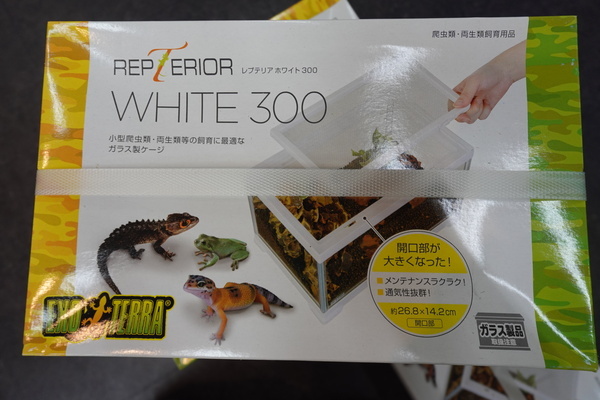 爬虫類・両生類飼育用品
REPTERIOR レプテリア ホワイト 300
WHITE 300
小型爬虫類・両生類等の飼育に最適な
ガラス製ケージ
開口部が
大きくなった!
メンテナンスラクラク!
通気性抜群!
約26.8×14.2cm
開口部
EXO TERRA®
ガラス製品
取扱注意